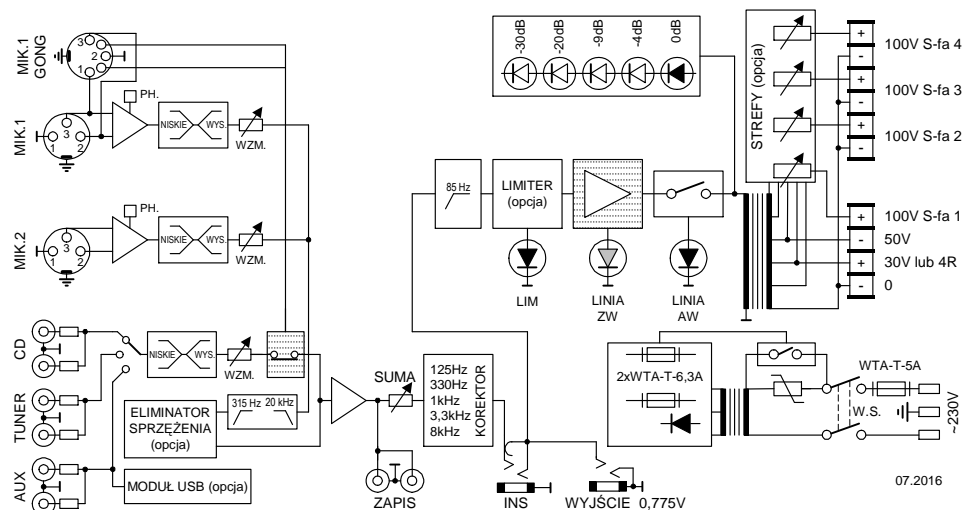 -30dB
-20dB
-9dB
-4dB
0dB
STREFY (opcja)
+
100V S-fa 4
-
+
100V S-fa 3
-
+
100V S-fa 2
-
+
100V S-fa 1
-
50V
+
30V lub 4R
-
0
MIK.1
GONG
3
2
1
PH.
MIK.1
3
1
2
NISKIE
WYS.
WZM.
PH.
MIK.2
3
1
2
NISKIE
WYS.
WZM.
85 Hz
LIMITER
(opcja)
LIM
LINIA
ZW
LINIA
AW
CD
TUNER
AUX
NISKIE
WYS.
WZM.
315 Hz
20 kHz
ELIMINATOR
SPRZĘŻENIA
(opcja)
MODUŁ USB (opcja)
SUMA
ZAPIS
125Hz
330Hz
1kHz
3,3kHz
8kHz
KOREKTOR
INS
WYJŚCIE 0,775V
2xWTA-T-6,3A
WTA-T-5A
W.S.
~230V
07.2016